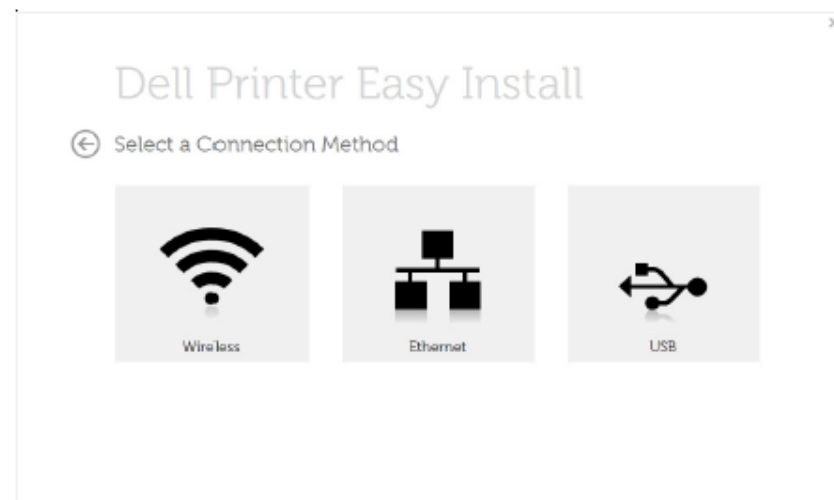 Dell Printer Easy Install
Select a Connection Method
Wireless
Ethernet
USB